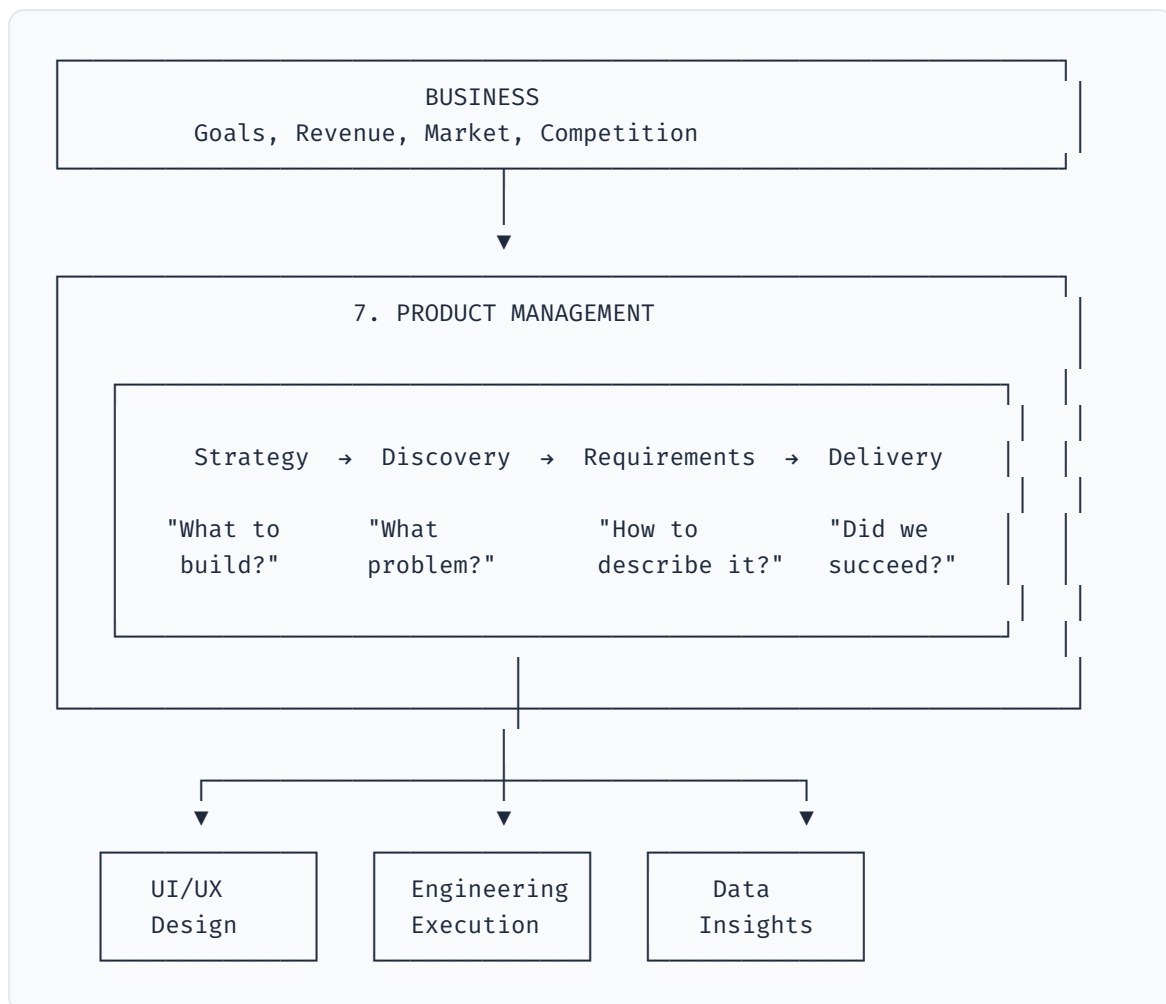 BUSINESS
Goals, Revenue, Market, Competition
7. PRODUCT MANAGEMENT
Strategy → Discovery → Requirements → Delivery
"What to "What "How to "Did we
build?" problem?" describe it?" succeed?"
UI/UX Engineering Data
Design Execution Insights